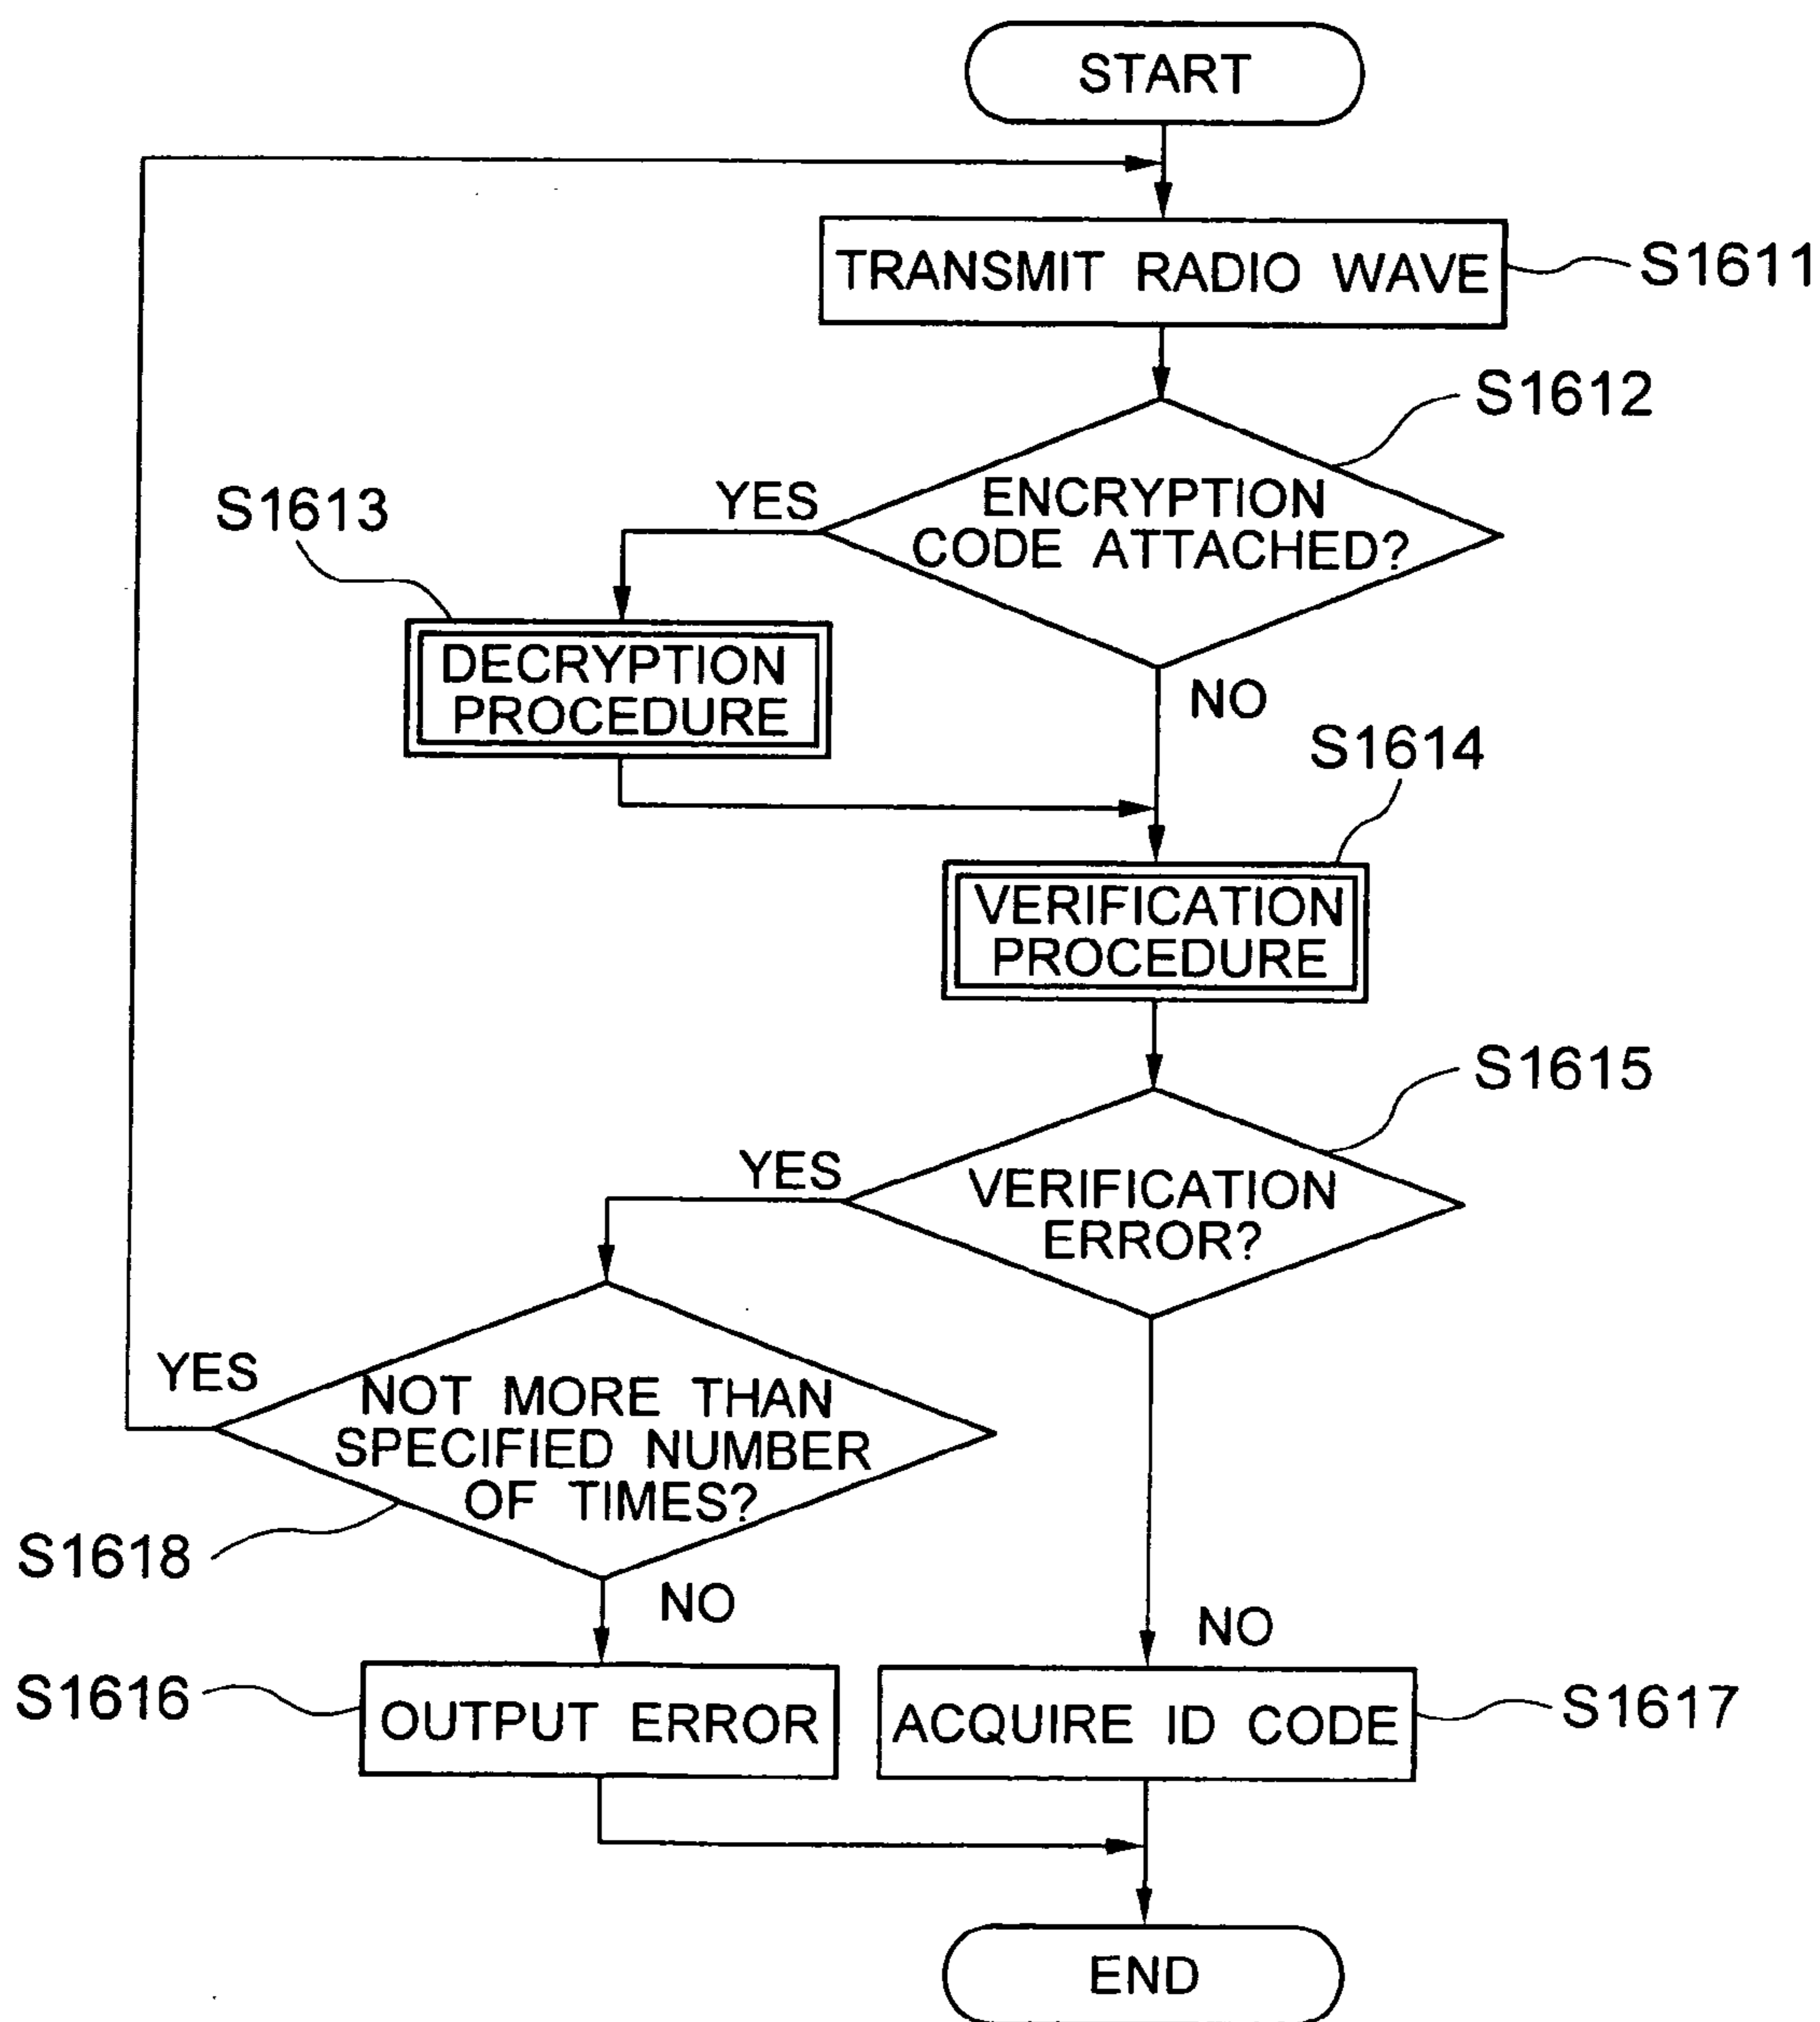 START
TRANSMIT RADIO WAVE
S1611
S1612
ENCRYPTION
CODE ATTACHED?
YES
S1613
DECRYPTION
PROCEDURE
NO
S1614
VERIFICATION
PROCEDURE
S1615
YES
VERIFICATION
ERROR?
YES
NOT MORE THAN
SPECIFIED NUMBER
OF TIMES?
S1618
NO
NO
S1616
OUTPUT ERROR
ACQUIRE ID CODE
S1617
END